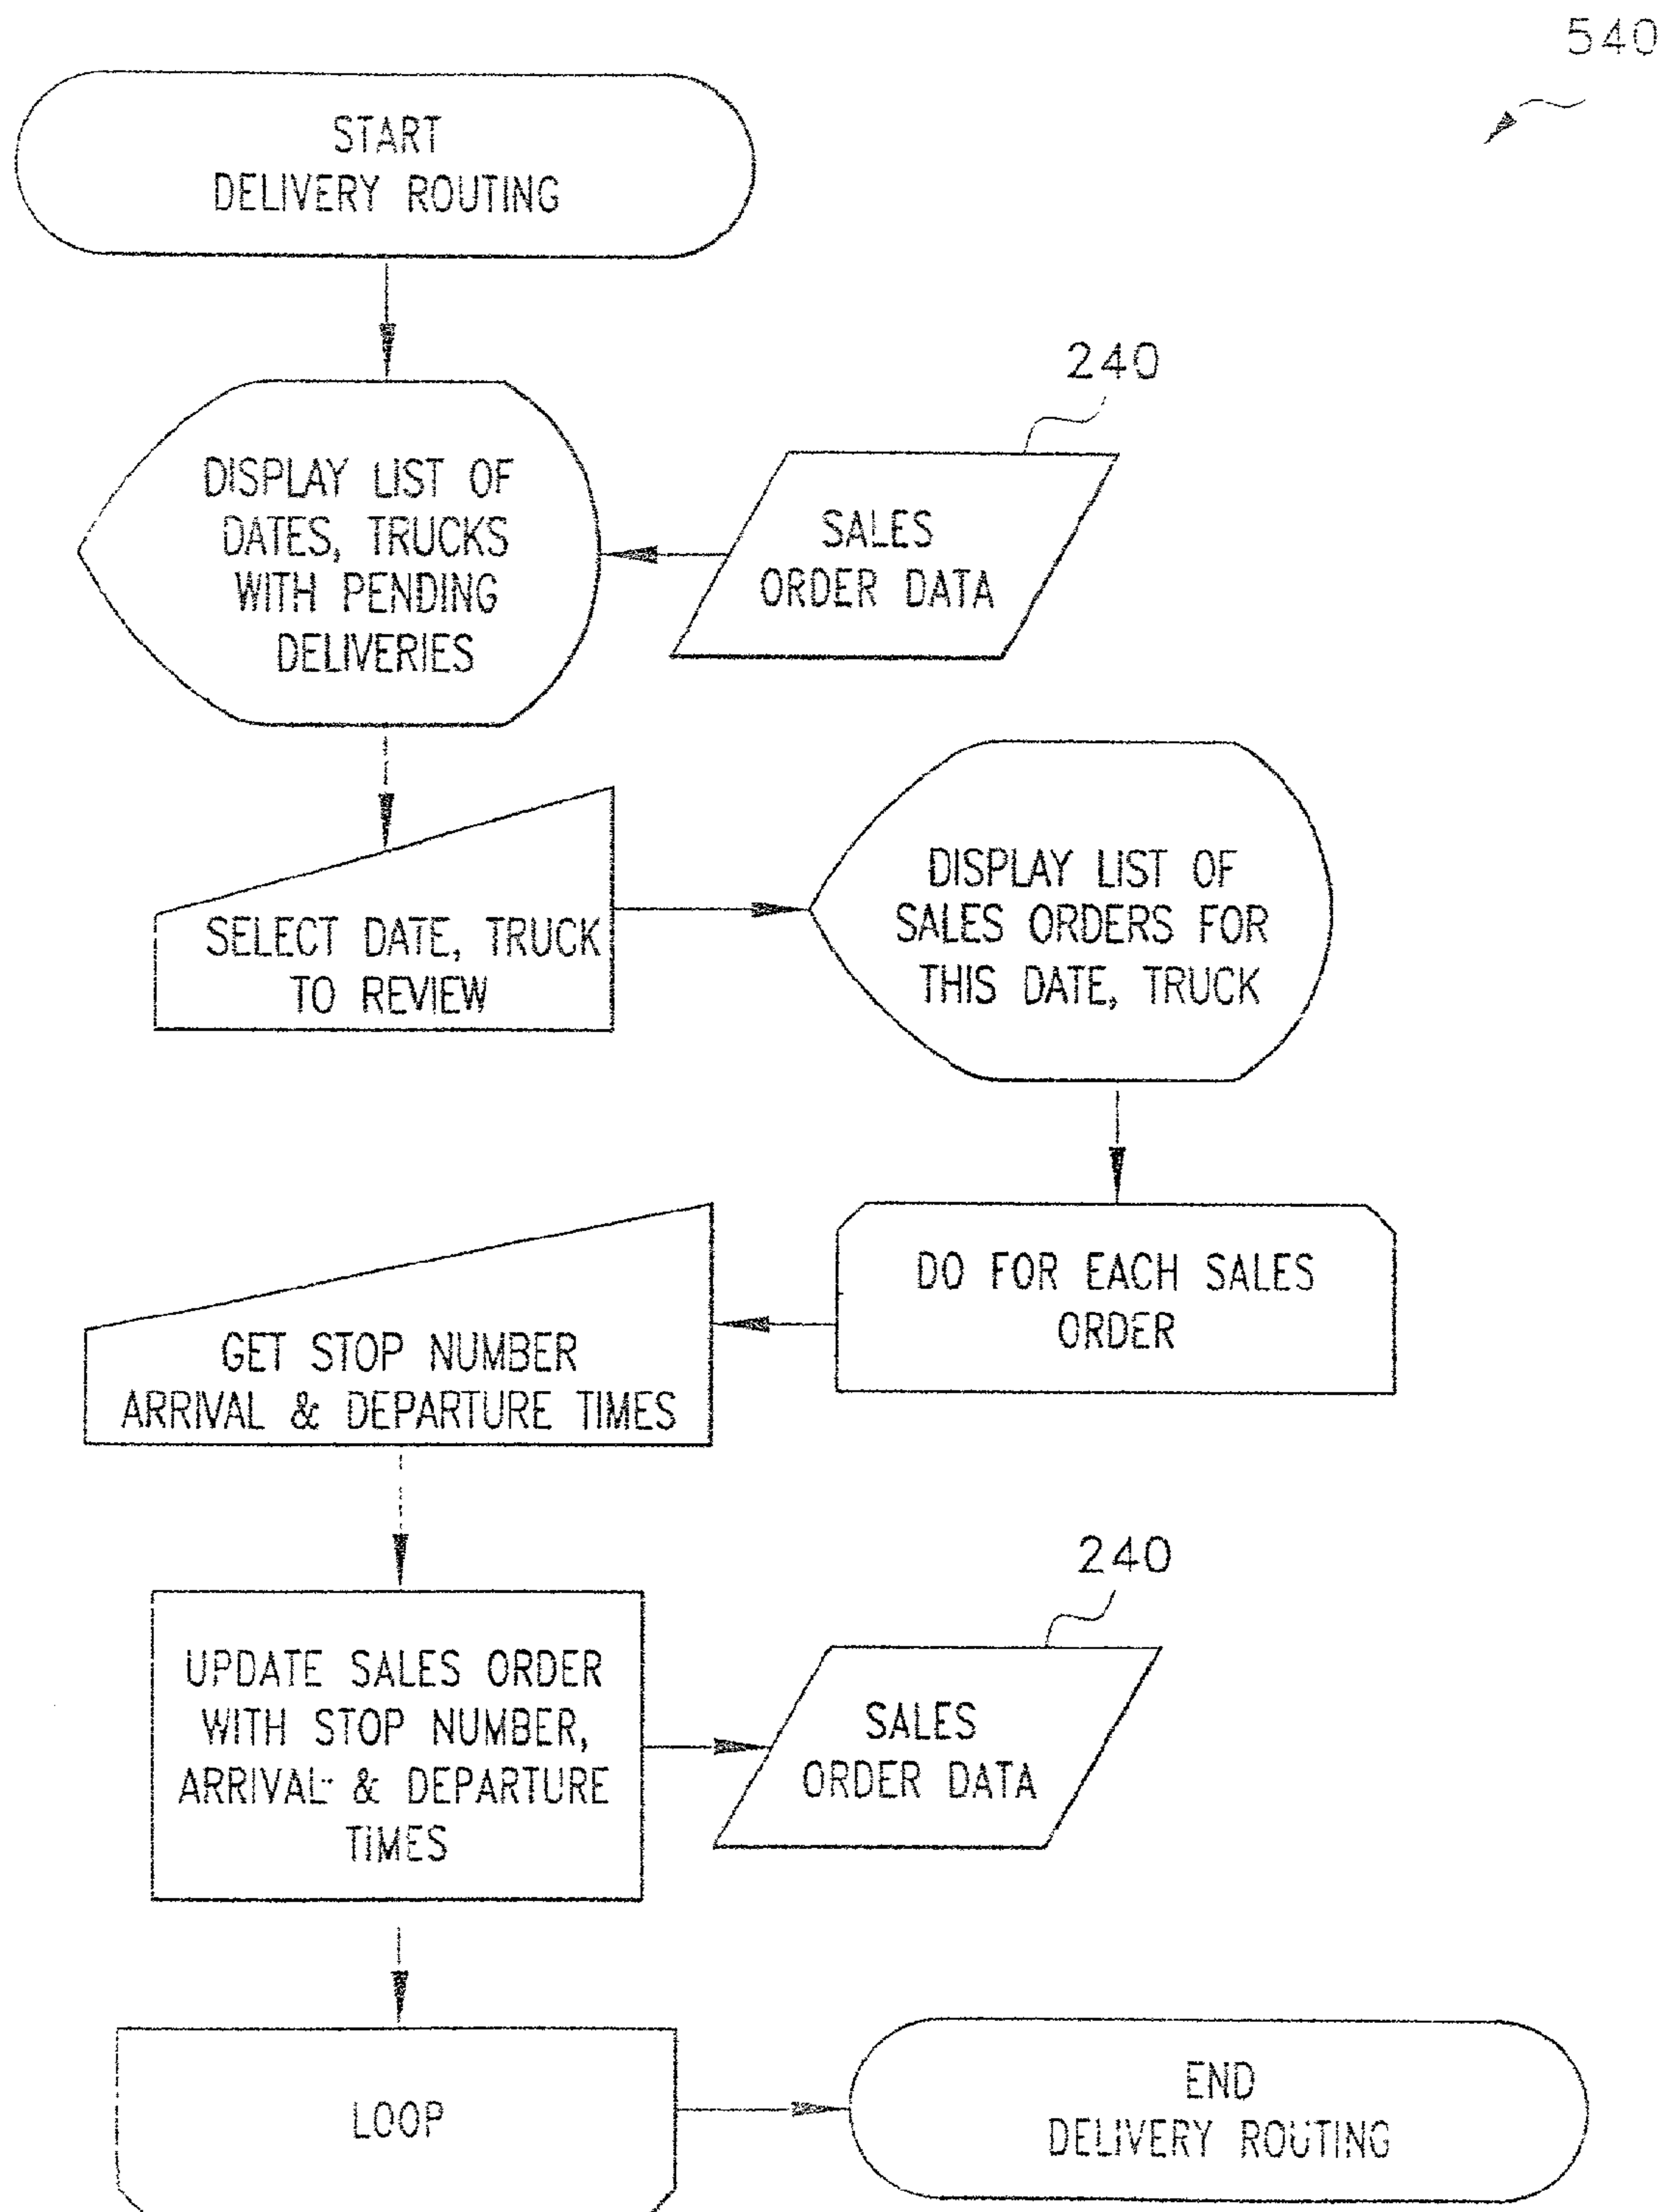 540
START
DELIVERY ROUTING
240
DISPLAY LIST OF
DATES, TRUCKS
WITH PENDING
DELIVERIES
SALES
ORDER DATA
SELECT DATE, TRUCK
TO REVIEW
DISPLAY LIST OF
SALES ORDERS FOR
THIS DATE, TRUCK
DO FOR EACH SALES
ORDER
GET STOP NUMBER
ARRIVAL & DEPARTURE TIMES
240
UPDATE SALES ORDER
WITH STOP NUMBER,
ARRIVAL & DEPARTURE
TIMES
SALES
ORDER DATA
LOOP
END
DELIVERY ROUTING